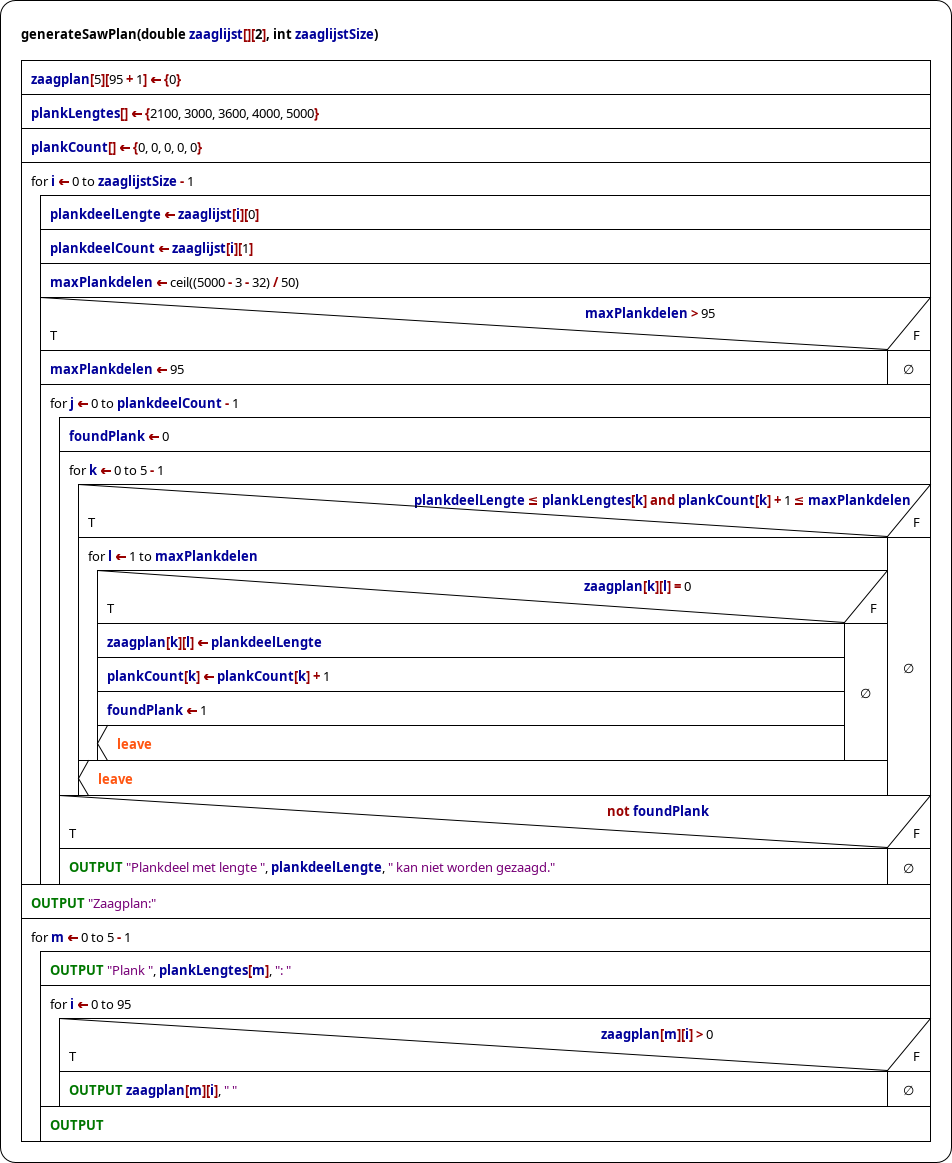 generateSawPlan(double zaaglijst[][2], int zaaglijstSize)
zaagplan[5][95 + 1] ← {0}
plankLengtes[] ← {2100, 3000, 3600, 4000, 5000}
plankCount[] ← {0, 0, 0, 0, 0}
for i ← 0 to zaaglijstSize - 1
plankdeelLengte ← zaaglijst[i][0]
plankdeelCount ← zaaglijst[i][1]
maxPlankdelen ← ceil((5000 - 3 - 32) / 50)
maxPlankdelen > 95
T F
maxPlankdelen ← 95 ∅
for j ← 0 to plankdeelCount - 1
foundPlank ← 0
for k ← 0 to 5 - 1
plankdeelLengte ≤ plankLengtes[k] and plankCount[k] + 1 ≤ maxPlankdelen
T F
for l ← 1 to maxPlankdelen
zaagplan[k][l] = 0
T F
zaagplan[k][l] ← plankdeelLengte
∅
plankCount[k] ← plankCount[k] + 1
∅
foundPlank ← 1
leave
leave
not foundPlank
T F
OUTPUT "Plankdeel met lengte ", plankdeelLengte, " kan niet worden gezaagd." ∅
OUTPUT "Zaagplan:"
for m ← 0 to 5 - 1
OUTPUT "Plank ", plankLengtes[m], ": "
for i ← 0 to 95
zaagplan[m][i] > 0
T F
OUTPUT zaagplan[m][i], " " ∅
OUTPUT